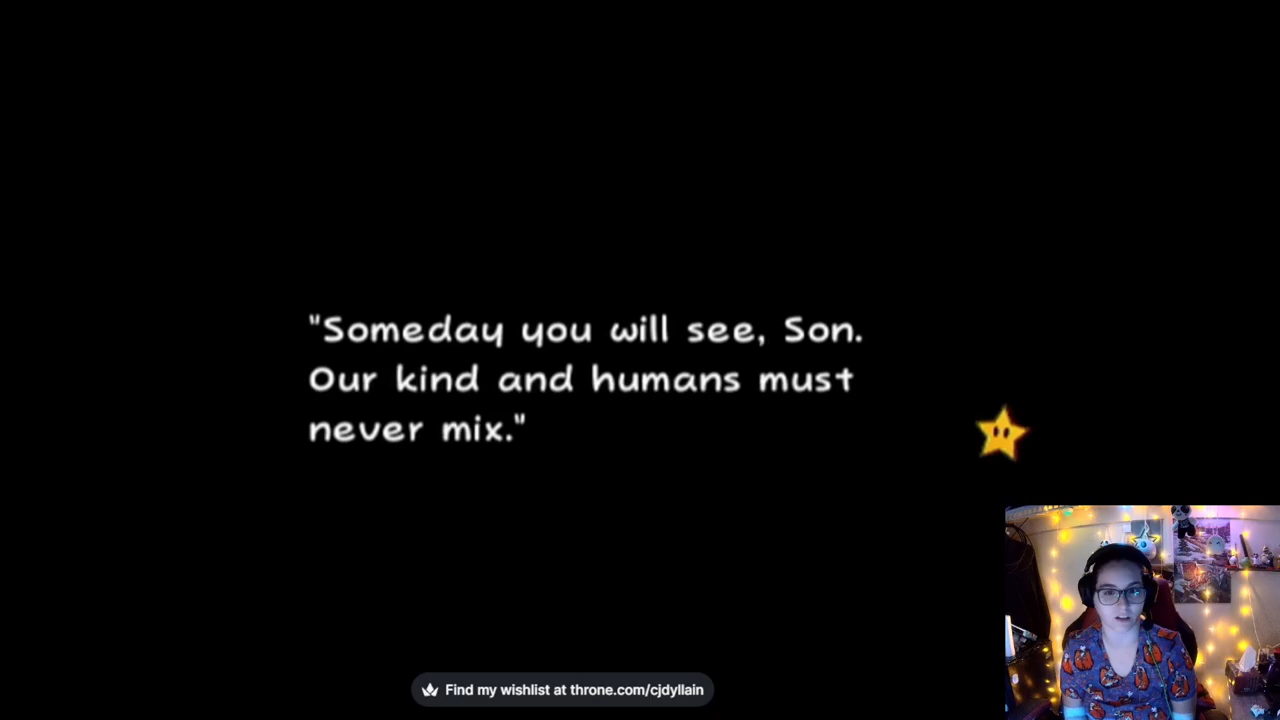 "Someday you will see, Son.
Our kind and humans must
never mix."
Find my wishlist at throne.com/cjdyllain